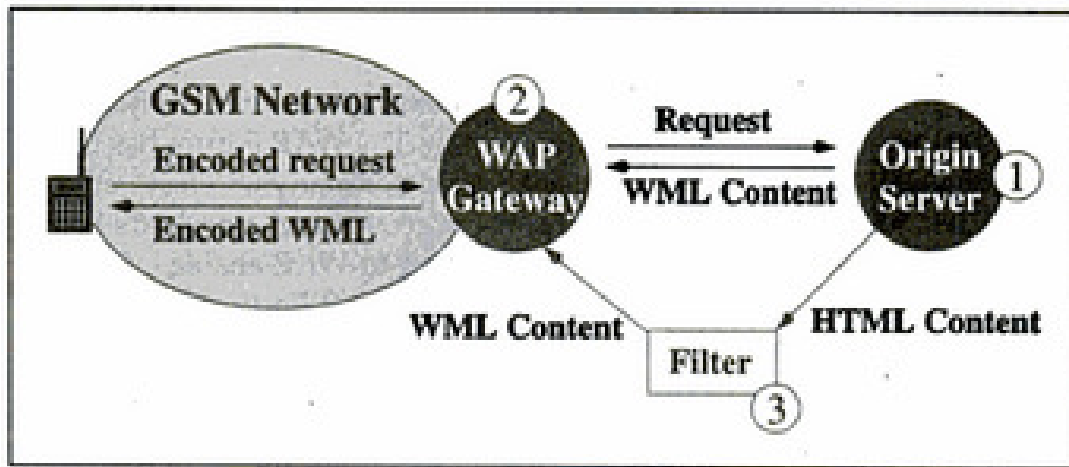 GSM Network
Encoded request
Encoded WML
2
WAP
Gateway
Request
WML Content
Origin
Server
1
WML Content
HTML Content
Filter
3